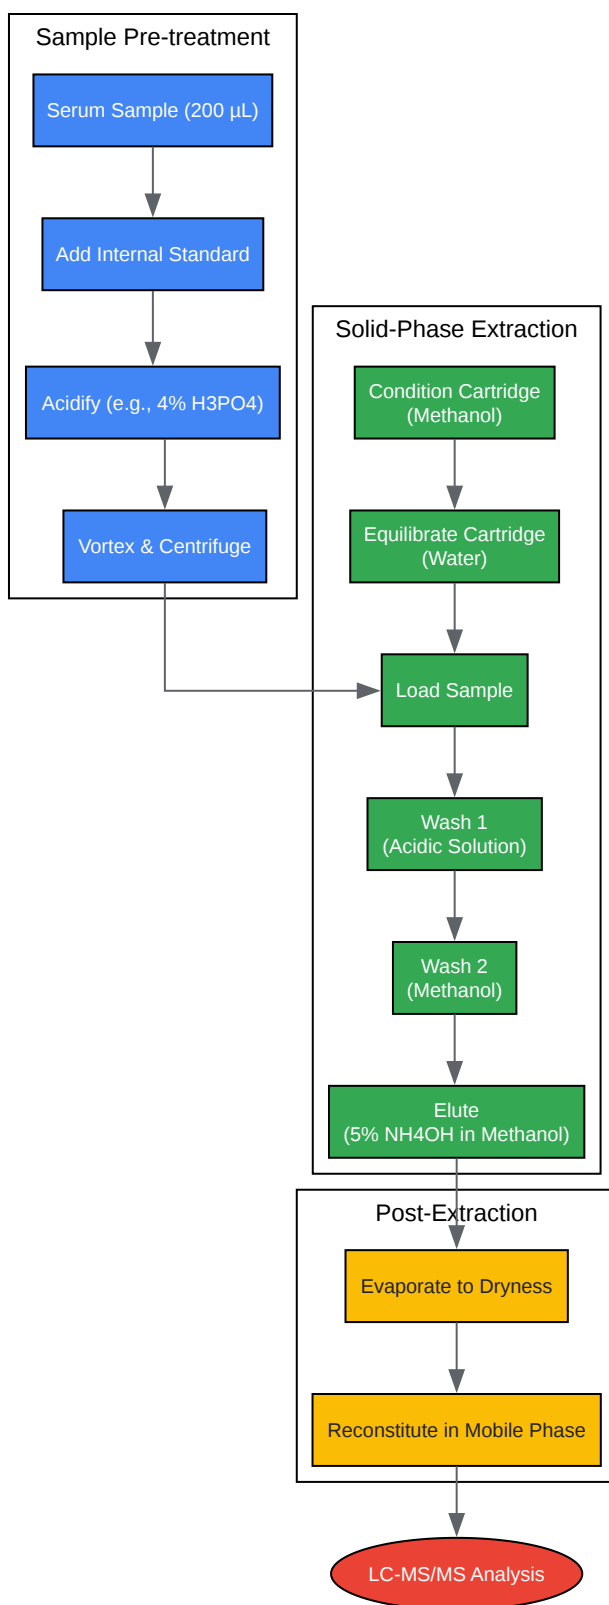 Sample Pre-treatment
Serum Sample (200 µL)
Add Internal Standard
Acidify (e.g., 4% H3PO4)
Vortex & Centrifuge
Solid-Phase Extraction
Condition Cartridge
(Methanol)
Equilibrate Cartridge
(Water)
Load Sample
Wash 1
(Acidic Solution)
Wash 2
(Methanol)
Elute
(5% NH4OH in Methanol)
Post-Extraction
Evaporate to Dryness
Reconstitute in Mobile Phase
LC-MS/MS Analysis